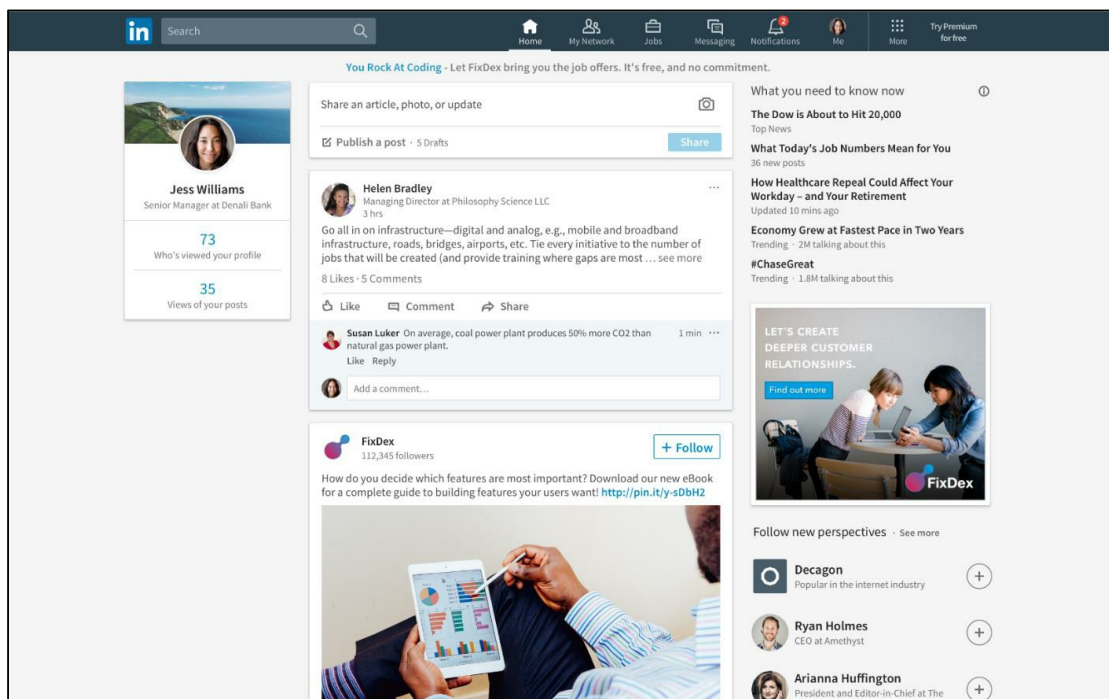 in
Search
Home
My Network
Jobs
Messaging
2
Notifications
Me
More
Try Premium
for free
You Rock At Coding - Let FixDex bring you the job offers. It's free, and no commitment.
Jess Williams
Senior Manager at Denali Bank
73
Who's viewed your profile
35
Views of your posts
Share an article, photo, or update
Publish a post · 5 Drafts
Share
Helen Bradley
Managing Director at Philosophy Science LLC
3 hrs
Go all in on infrastructure—digital and analog, e.g., mobile and broadband
infrastructure, roads, bridges, airports, etc. Tie every initiative to the number of
jobs that will be created (and provide training where gaps are most … see more
8 Likes · 5 Comments
Like
Comment
Share
Susan Luker On average, coal power plant produces 50% more CO2 than
natural gas power plant.
1 min
Like Reply
Add a comment…
FixDex
112,345 followers
+ Follow
How do you decide which features are most important? Download our new eBook
for a complete guide to building features your users want! http://pin.it/y-sDbH2
What you need to know now
The Dow is About to Hit 20,000
Top News
What Today's Job Numbers Mean for You
36 new posts
How Healthcare Repeal Could Affect Your
Workday – and Your Retirement
Updated 10 mins ago
Economy Grew at Fastest Pace in Two Years
Trending · 2M talking about this
#ChaseGreat
Trending · 1.8M talking about this
LET'S CREATE
DEEPER CUSTOMER
RELATIONSHIPS.
Find out more
FixDex
Follow new perspectives · See more
Decagon
Popular in the internet industry
Ryan Holmes
CEO at Amethyst
Arianna Huffington
President and Editor-in-Chief at The